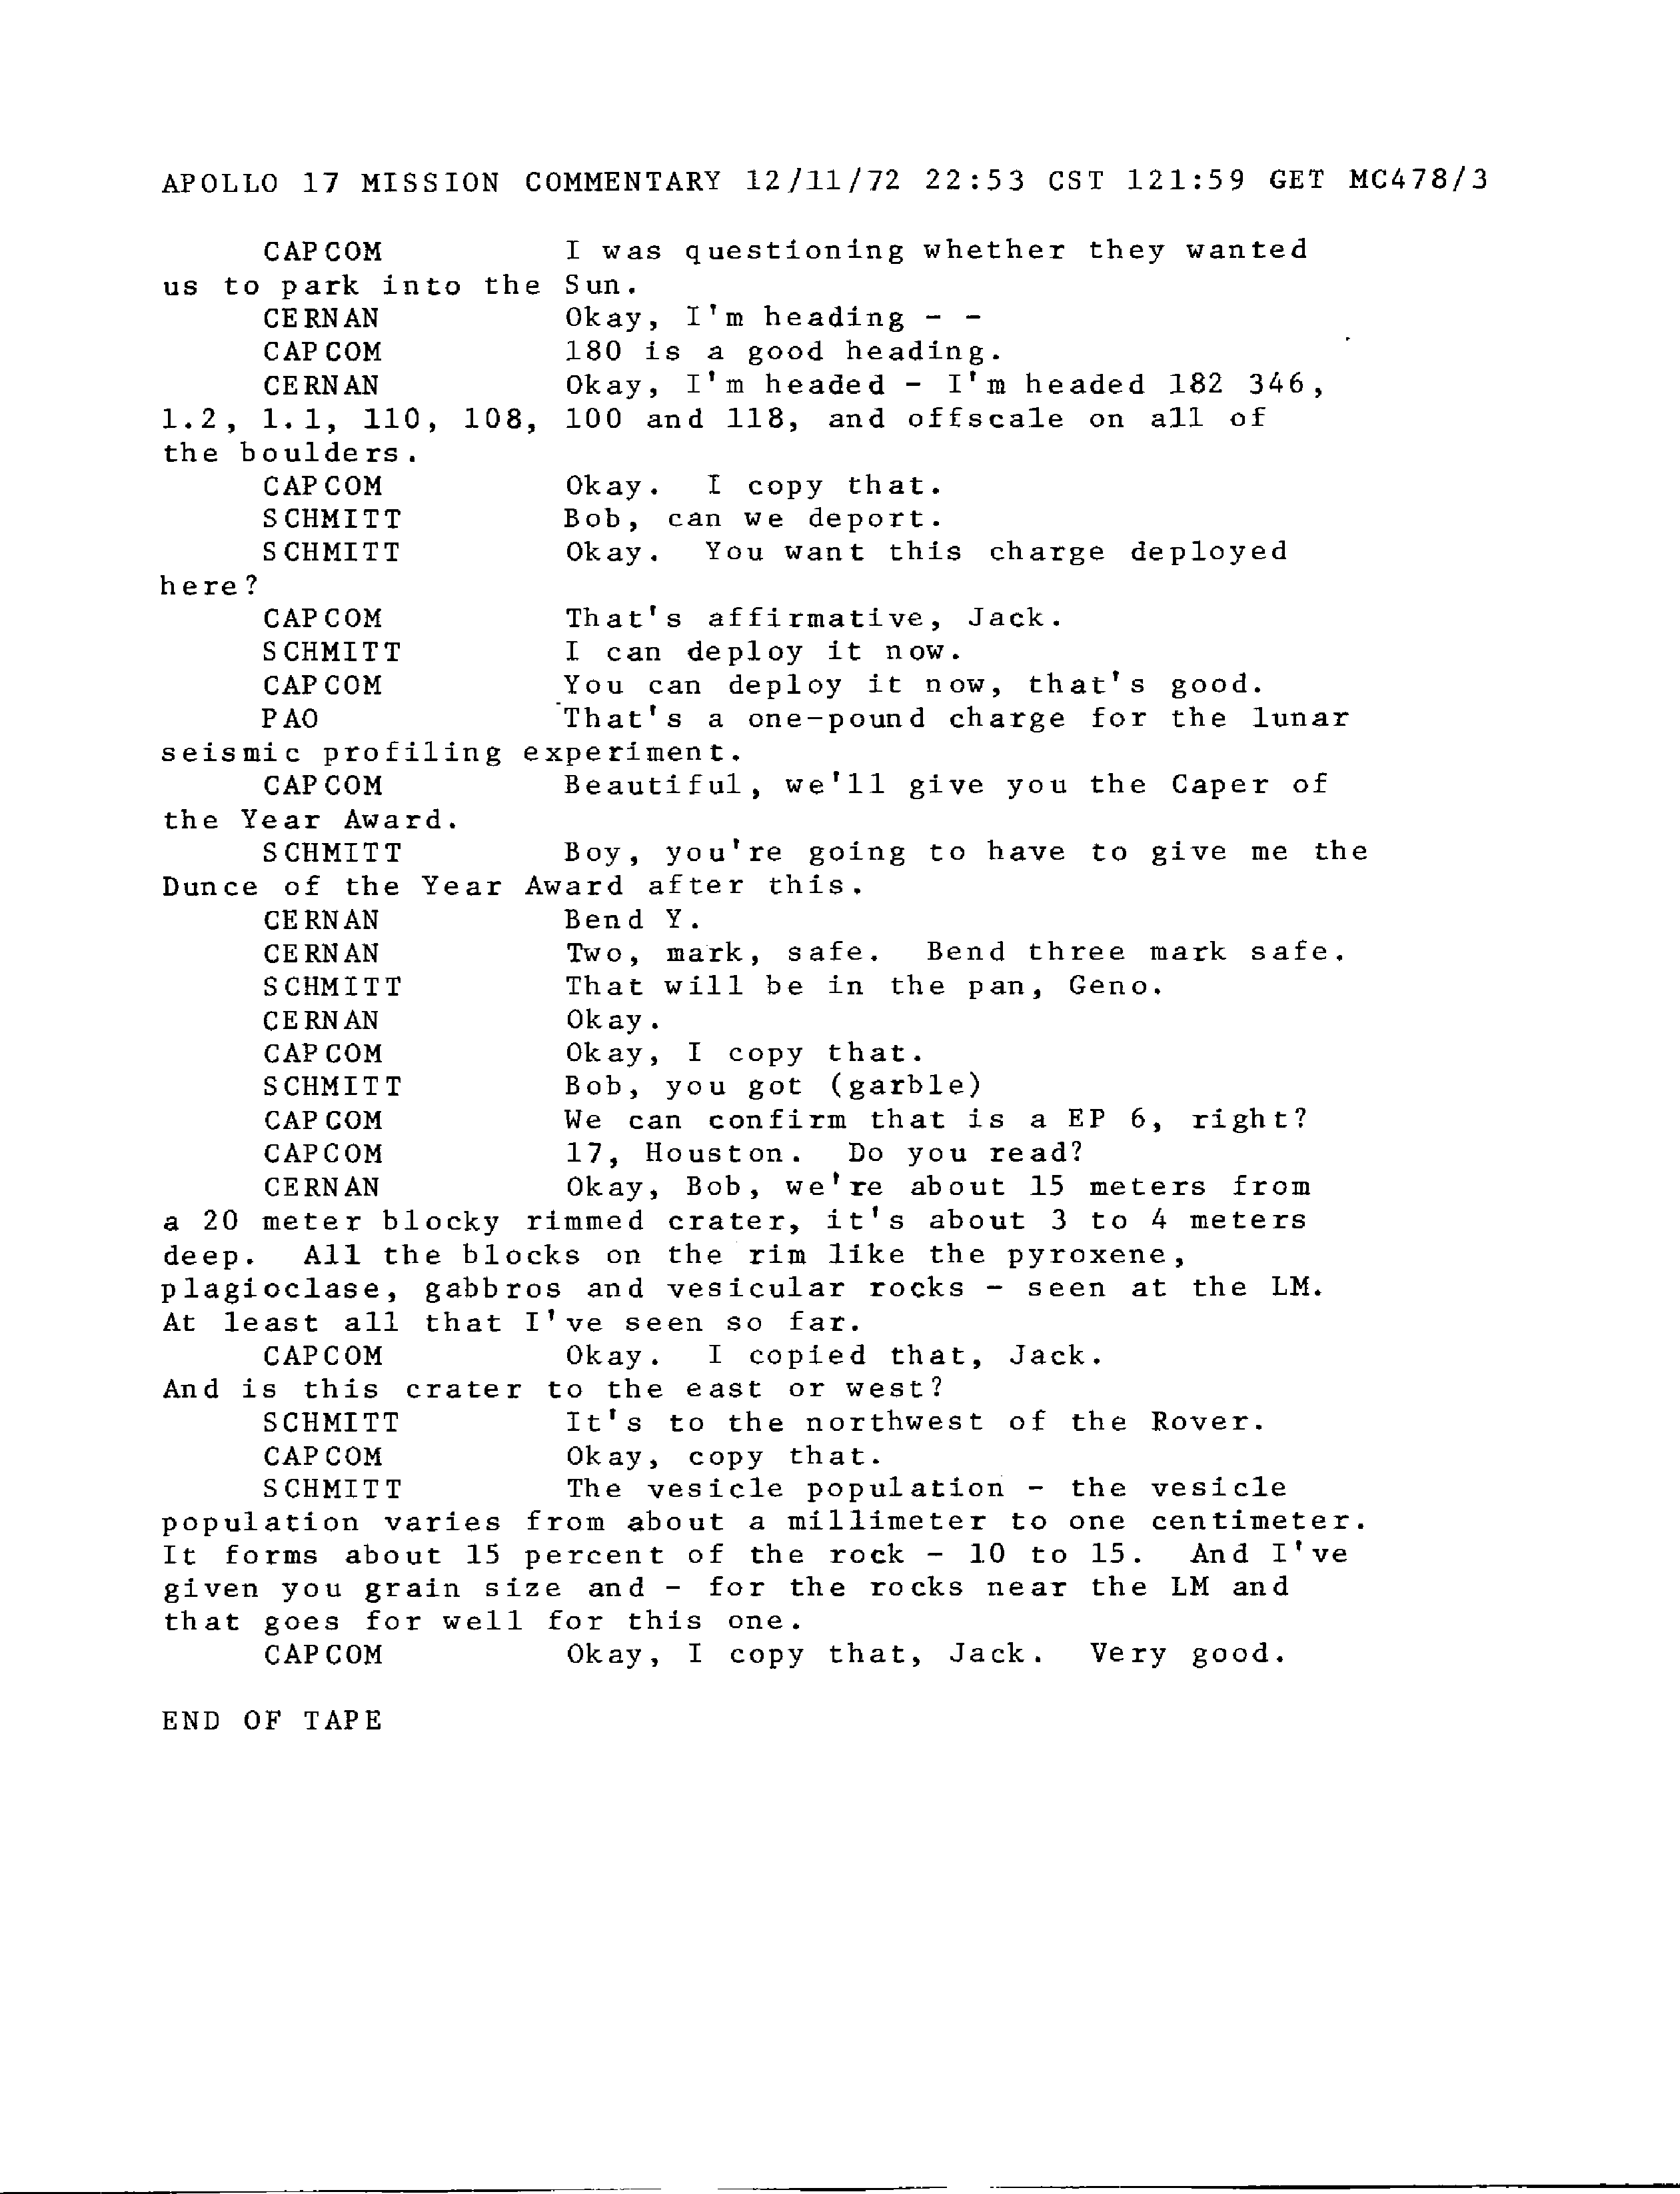 APOLLO 17 MISSION COMMENTARY 12/11/72 22:53 CST 121:59 GET MC478/3
CAPCOM I was questioning whether they wanted
us to park into the Sun.
CERNAN Okay, I'm heading - -
CAPCOM 180 is a good heading.
CERNAN Okay, I'm headed - I'm headed 182 346,
1.2, 1.1, 110, 108, 100 and 118, and offscale on all of
the boulders.
CAPCOM Okay. I copy that.
SCHMITT Bob, can we deport.
SCHMITT Okay. You want this charge deployed
here?
CAPCOM That's affirmative, Jack.
SCHMITT I can deploy it now.
CAPCOM You can deploy it now, that's good.
PAO That's a one-pound charge for the lunar
seismic profiling experiment.
CAPCOM Beautiful, we'll give you the Caper of
the Year Award.
SCHMITT Boy, you're going to have to give me the
Dunce of the Year Award after this.
CERNAN Bend Y.
CERNAN Two, mark, safe. Bend three mark safe.
SCHMITT That will be in the pan, Geno.
CERNAN Okay.
CAPCOM Okay, I copy that.
SCHMITT Bob, you got (garble)
CAPCOM We can confirm that is a EP 6, right?
CAPCOM 17, Houston. Do you read?
CERNAN Okay, Bob, we're about 15 meters from
a 20 meter blocky rimmed crater, it's about 3 to 4 meters
deep. All the blocks on the rim like the pyroxene,
plagioclase, gabbros and vesicular rocks - seen at the LM.
At least all that I've seen so far.
CAPCOM Okay. I copied that, Jack.
And is this crater to the east or west?
SCHMITT It's to the northwest of the Rover.
CAPCOM Okay, copy that.
SCHMITT The vesicle population - the vesicle
population varies from about a millimeter to one centimeter.
It forms about 15 percent of the rock - 10 to 15. And I've
given you grain size and - for the rocks near the LM and
that goes for well for this one.
CAPCOM Okay, I copy that, Jack. Very good.
END OF TAPE